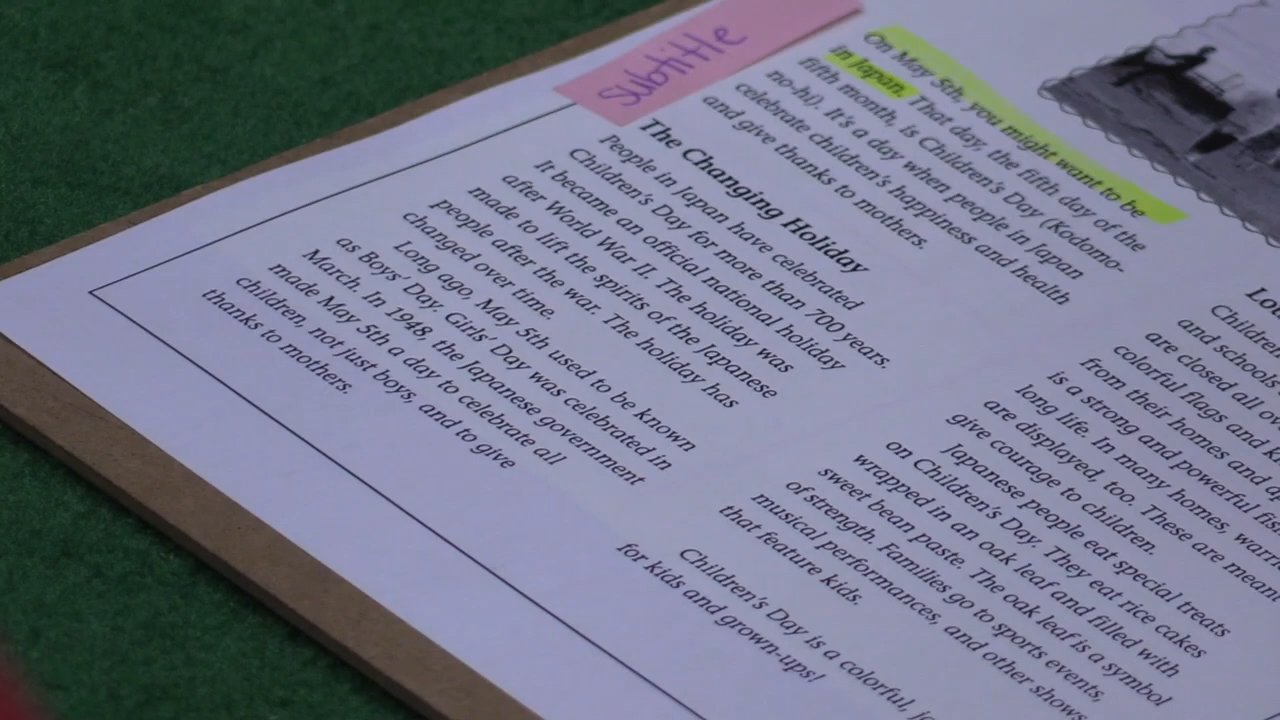 Subtitle
On May 5th, you might want to be
in Japan. That day, the fifth day of the
fifth month, is Children's Day (Kodomo-
no-hi). It's a day when people in Japan
celebrate children's happiness and health
and give thanks to mothers.
The Changing Holiday
People in Japan have celebrated
Children's Day for more than 700 years.
It became an official national holiday
after World War II. The holiday was
made to lift the spirits of the Japanese
people after the war. The holiday has
changed over time.
Long ago, May 5th used to be known
as Boys' Day. Girls' Day was celebrated in
March. In 1948, the Japanese government
made May 5th a day to celebrate all
children, not just boys, and to give
thanks to mothers.
and schools
are closed all
colorful flags and
from their homes and
is a strong and powerful
long life. In many homes,
are displayed, too. These are
give courage to children.
Japanese people eat special treats
on Children's Day. They eat rice cakes
wrapped in an oak leaf and filled with
sweet bean paste. The oak leaf is a symbol
of strength. Families go to sports events,
musical performances, and other shows
that feature kids.
Children's Day is a colorful,
for kids and grown-ups!